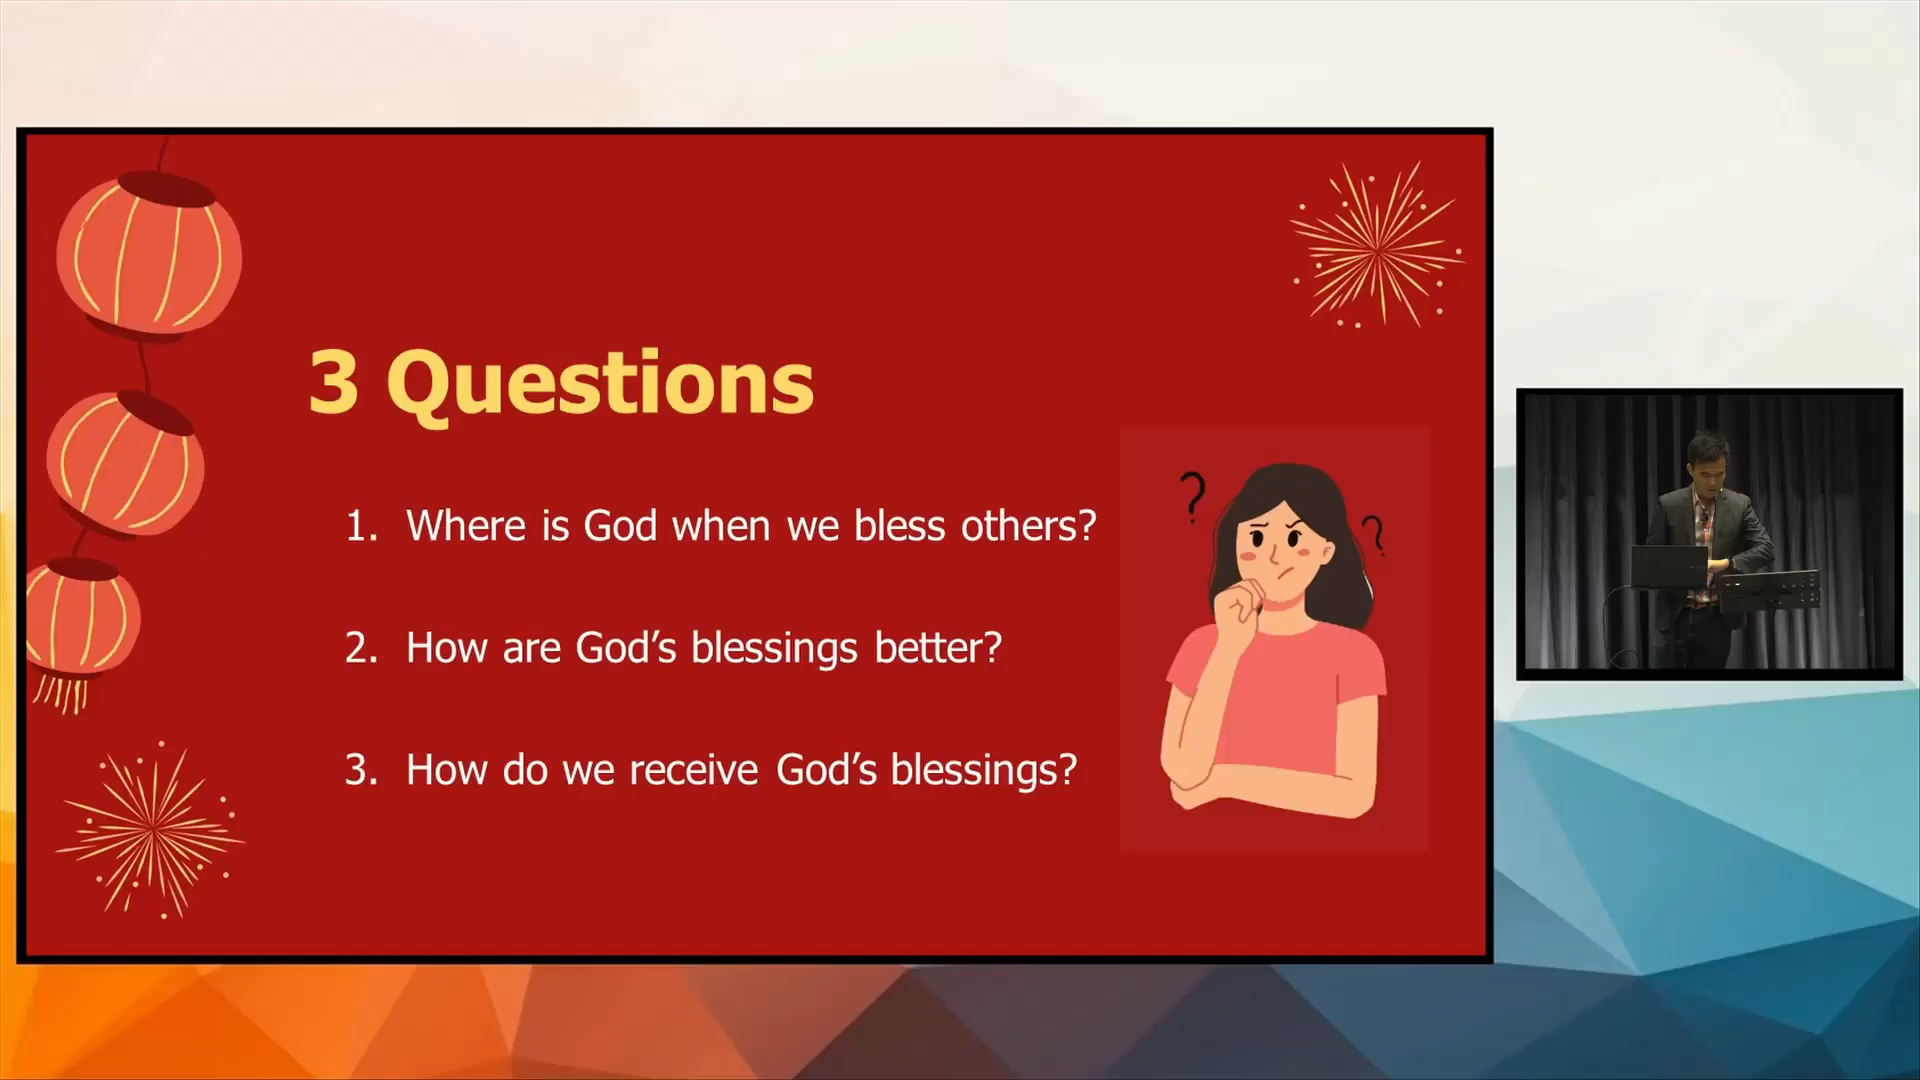 3 Questions
1. Where is God when we bless others?
2. How are God’s blessings better?
3. How do we receive God’s blessings?